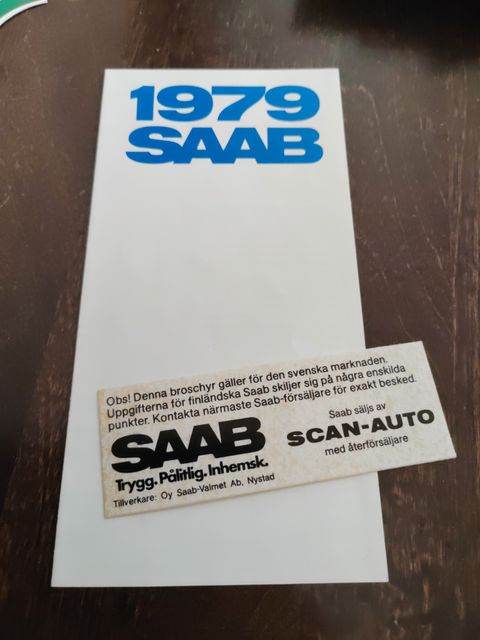 1979
SAAB
Obs! Denna broschyr gäller för den svenska marknaden.
Uppgifterna för finländska Saab skiljer sig på några enskilda
punkter. Kontakta närmaste Saab-försäljare för exakt besked.
SAAB
Trygg. Pålitlig. Inhemsk.
Tillverkare: Oy Saab-Valmet Ab, Nystad
Saab säljs av
SCAN-AUTO
med återförsäljare